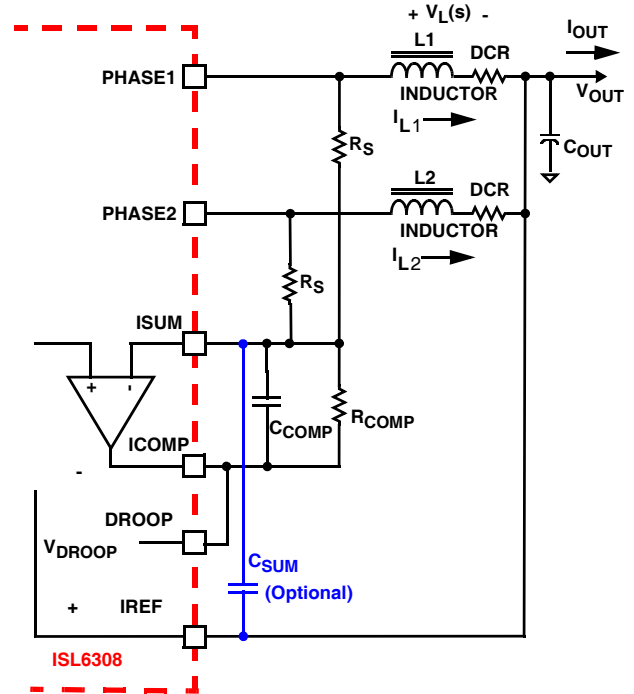 + VL(s) -
IOUT
L1
DCR
PHASE1
INDUCTOR
VOUT
IL1
COUT
RS
L2
DCR
PHASE2
INDUCTOR
IL2
RS
ISUM
+ -
CCOMP
RCOMP
ICOMP
-
DROOP
VDROOP
CSUM
(Optional)
+
IREF
ISL6308